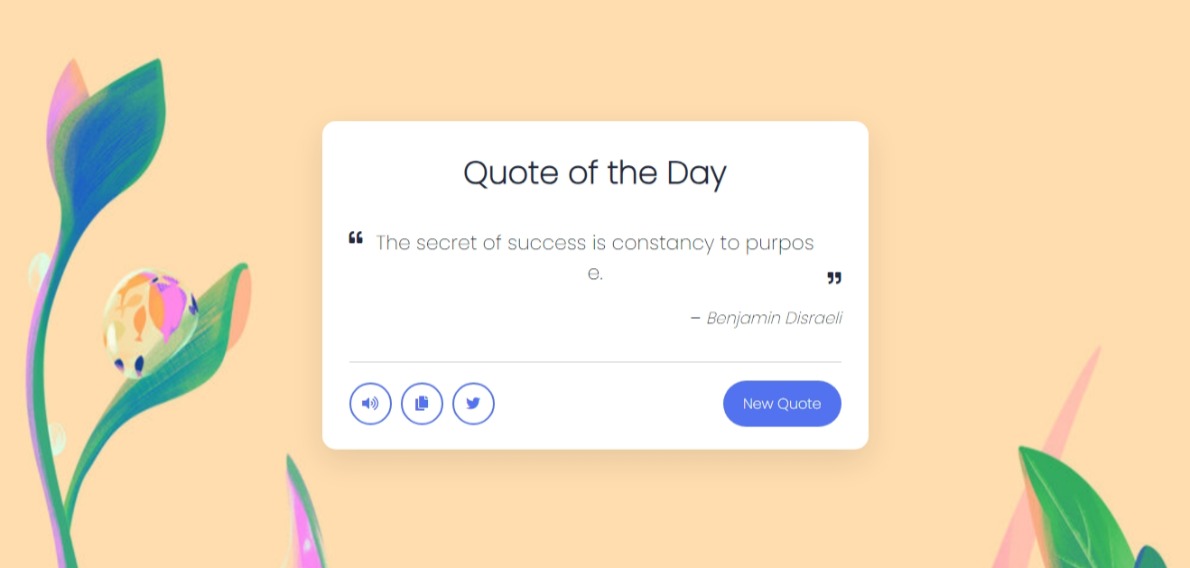 Quote of the Day
❝ The secret of success is constancy to purpos
e. ❞
– Benjamin Disraeli
New Quote